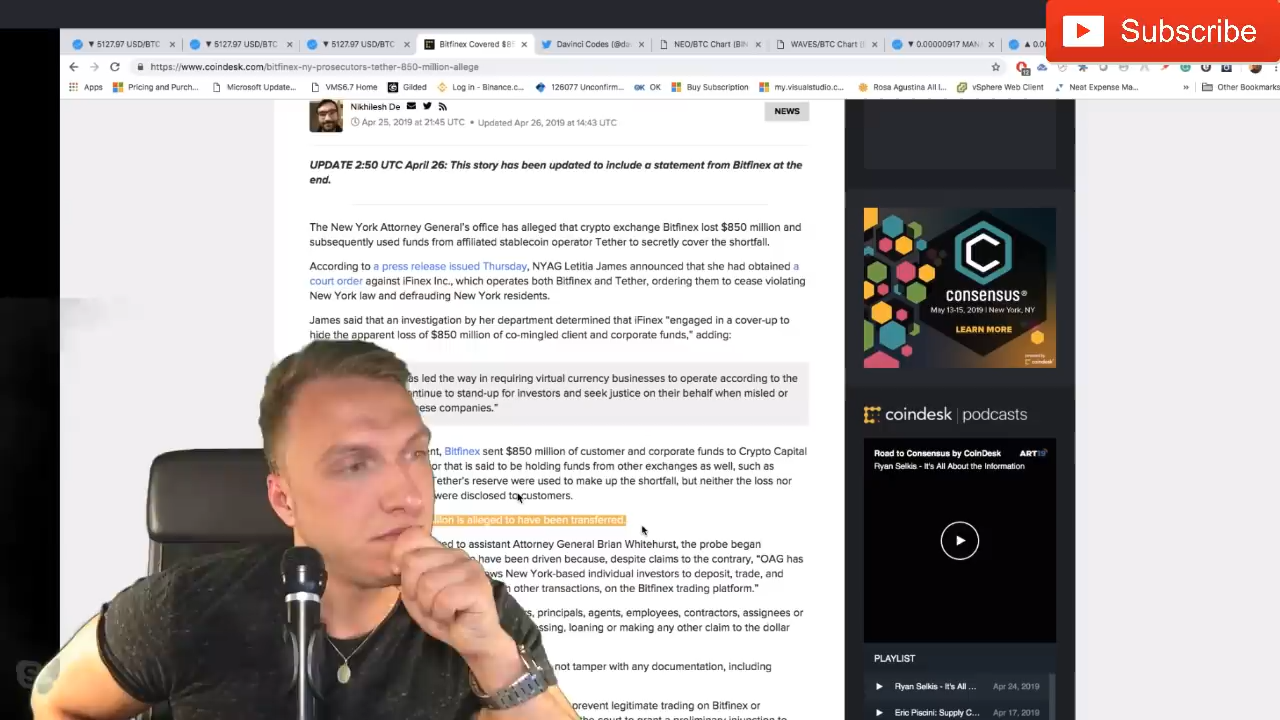 Subscribe
▼ 5127.97 USD/BTC
▼ 5127.97 USD/BTC
▼ 5127.97 USD/BTC
Bitfinex Covered $85
Davinci Codes (@da
NEO/BTC Chart (BIN
WAVES/BTC Chart (
▼ 0.00000917 MAN
https://www.coindesk.com/bitfinex-ny-prosecutors-tether-850-million-allege
Apps
Pricing and Purch...
Microsoft Update...
VMS6.7 Home
Gilded
Log in - Binance.c...
126077 Unconfirm...
OK
Buy Subscription
my.visualstudio.c...
Rosa Agustina All I...
vSphere Web Client
Neat Expense Ma...
»
Other Bookmarks
Nikhilesh De
Apr 25, 2019 at 21:45 UTC • Updated Apr 26, 2019 at 14:43 UTC
NEWS
UPDATE 2:50 UTC April 26: This story has been updated to include a statement from Bitfinex at the
end.
The New York Attorney General's office has alleged that crypto exchange Bitfinex lost $850 million and
subsequently used funds from affiliated stablecoin operator Tether to secretly cover the shortfall.
According to a press release issued Thursday, NYAG Letitia James announced that she had obtained a
court order against iFinex Inc., which operates both Bitfinex and Tether, ordering them to cease violating
New York law and defrauding New York residents.
James said that an investigation by her department determined that iFinex "engaged in a cover-up to
hide the apparent loss of $850 million of co-mingled client and corporate funds," adding:
led the way in requiring virtual currency businesses to operate according to the
continue to stand-up for investors and seek justice on their behalf when misled or
these companies."
Bitfinex sent $850 million of customer and corporate funds to Crypto Capital
or that is said to be holding funds from other exchanges as well, such as
Tether's reserve were used to make up the shortfall, but neither the loss nor
were disclosed to customers.
is alleged to have been transferred.
to assistant Attorney General Brian Whitehurst, the probe began
have been driven because, despite claims to the contrary, "OAG has
New York-based individual investors to deposit, trade, and
other transactions, on the Bitfinex trading platform."
principals, agents, employees, contractors, assignees or
loaning or making any other claim to the dollar
not tamper with any documentation, including
prevent legitimate trading on Bitfinex or
the court to grant a preliminary injunction to
consensus®
May 13-15, 2019 | New York, NY
LEARN MORE
powered by
coindesk
coindesk | podcasts
Road to Consensus by CoinDesk
ART19
Ryan Selkis - It's All About the Information
PLAYLIST
Ryan Selkis - It's All ...
Apr 24, 2019
Eric Piscini: Supply C...
Apr 17, 2019